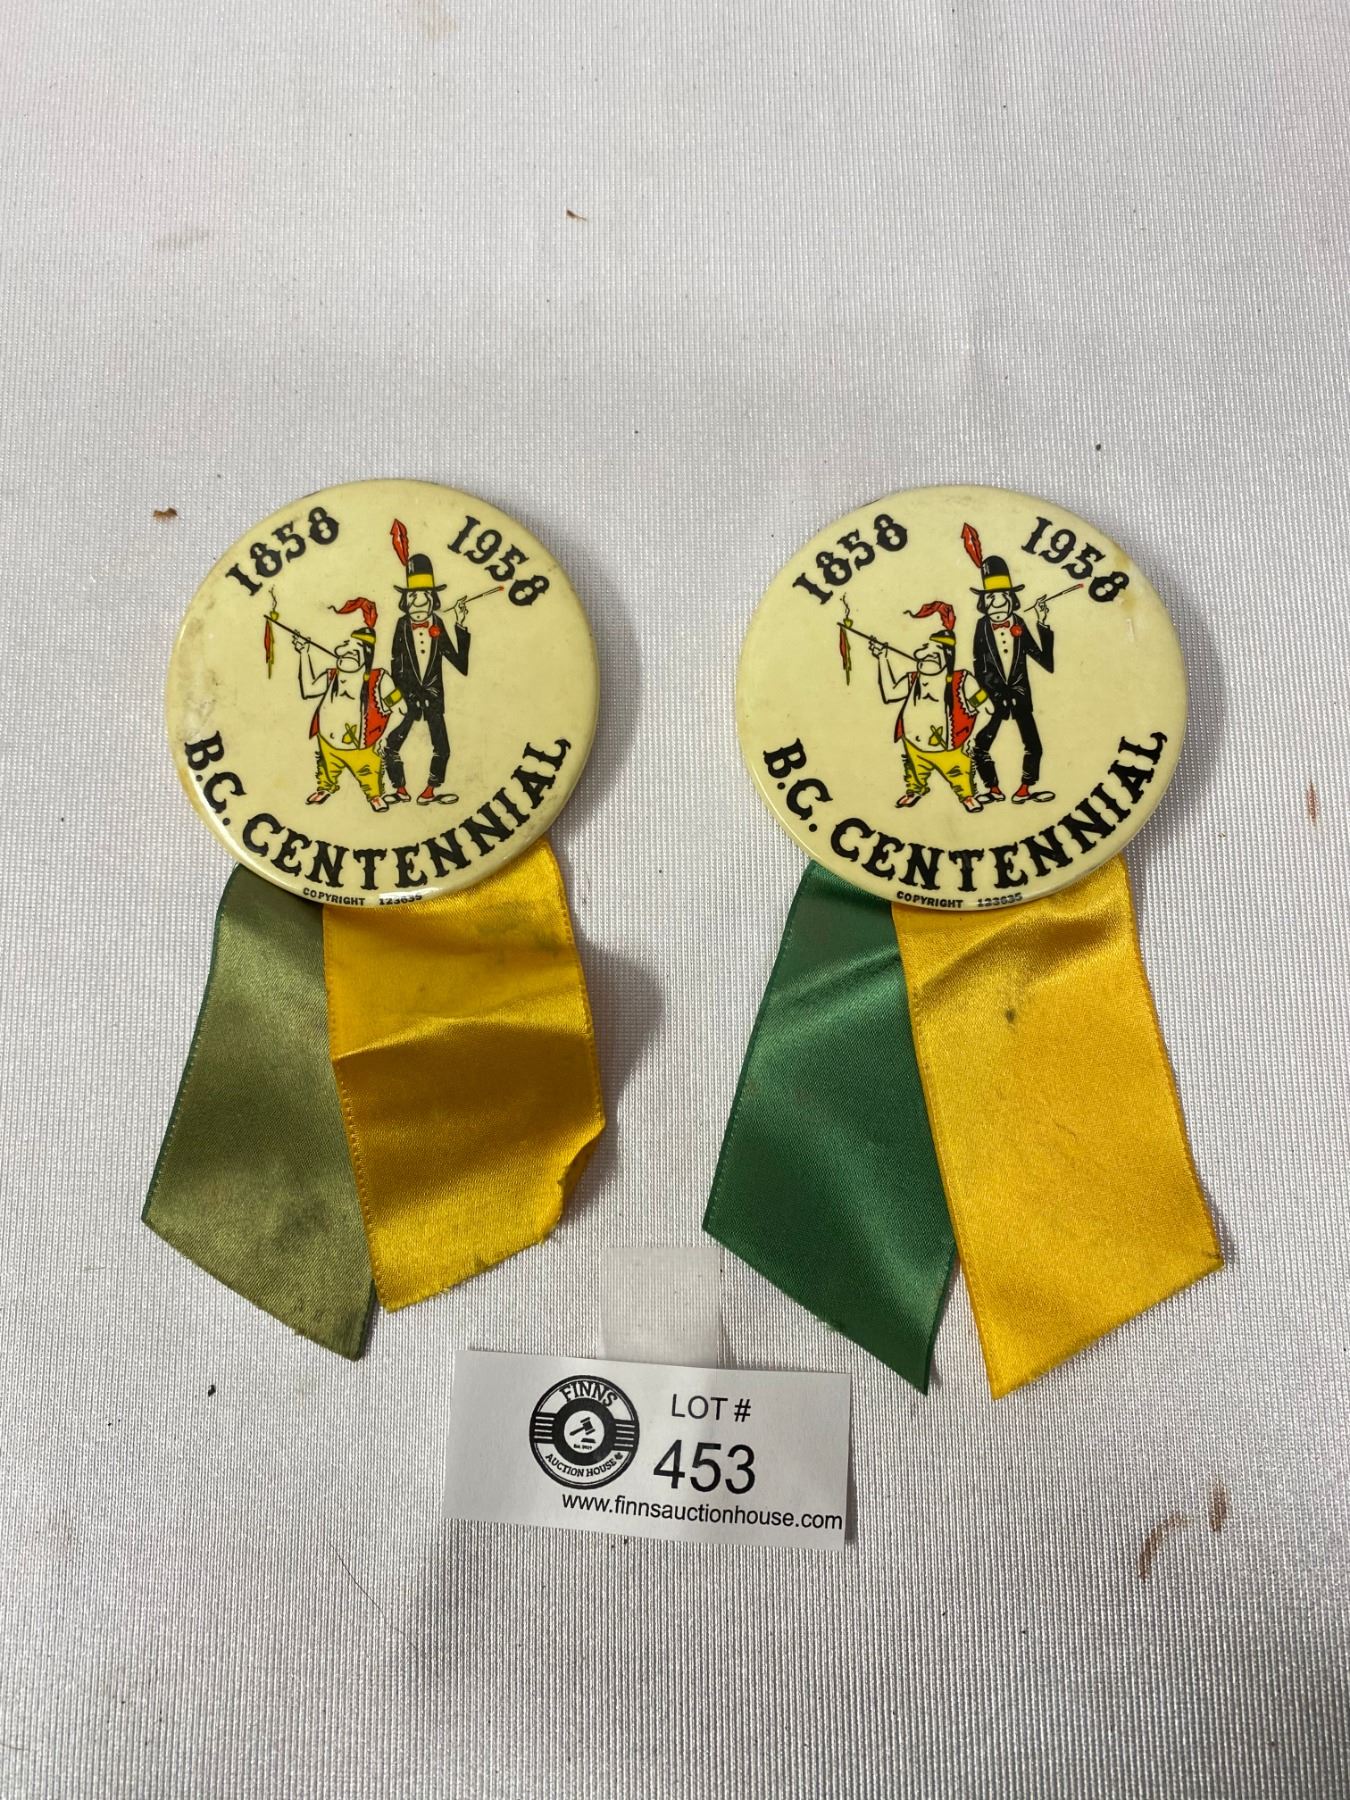 1858 1958
B.C. CENTENNIAL
COPYRIGHT 123635
1858 1958
B.C. CENTENNIAL
COPYRIGHT 123635
FINNS
AUCTION HOUSE
LOT #
453
www.finnsauctionhouse.com